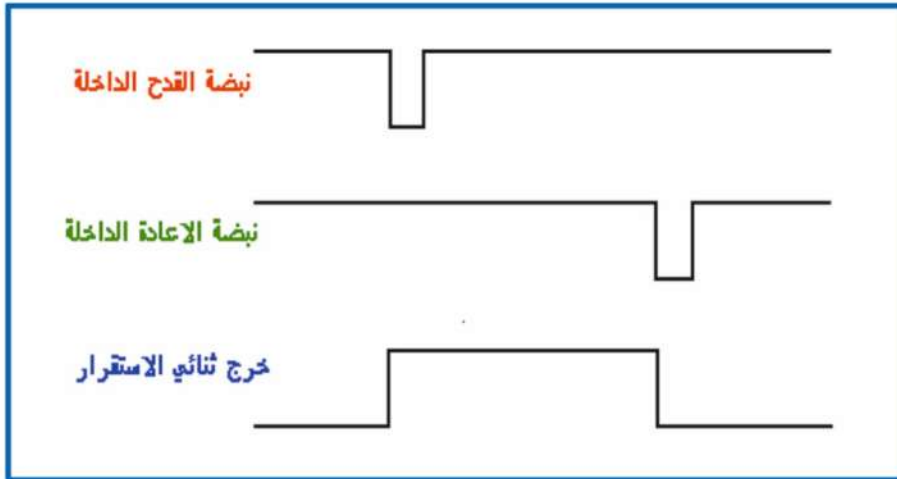 نبضة القدح الداخلة
نبضة الاعادة الداخلة
خرج ثنائي الاستقرار